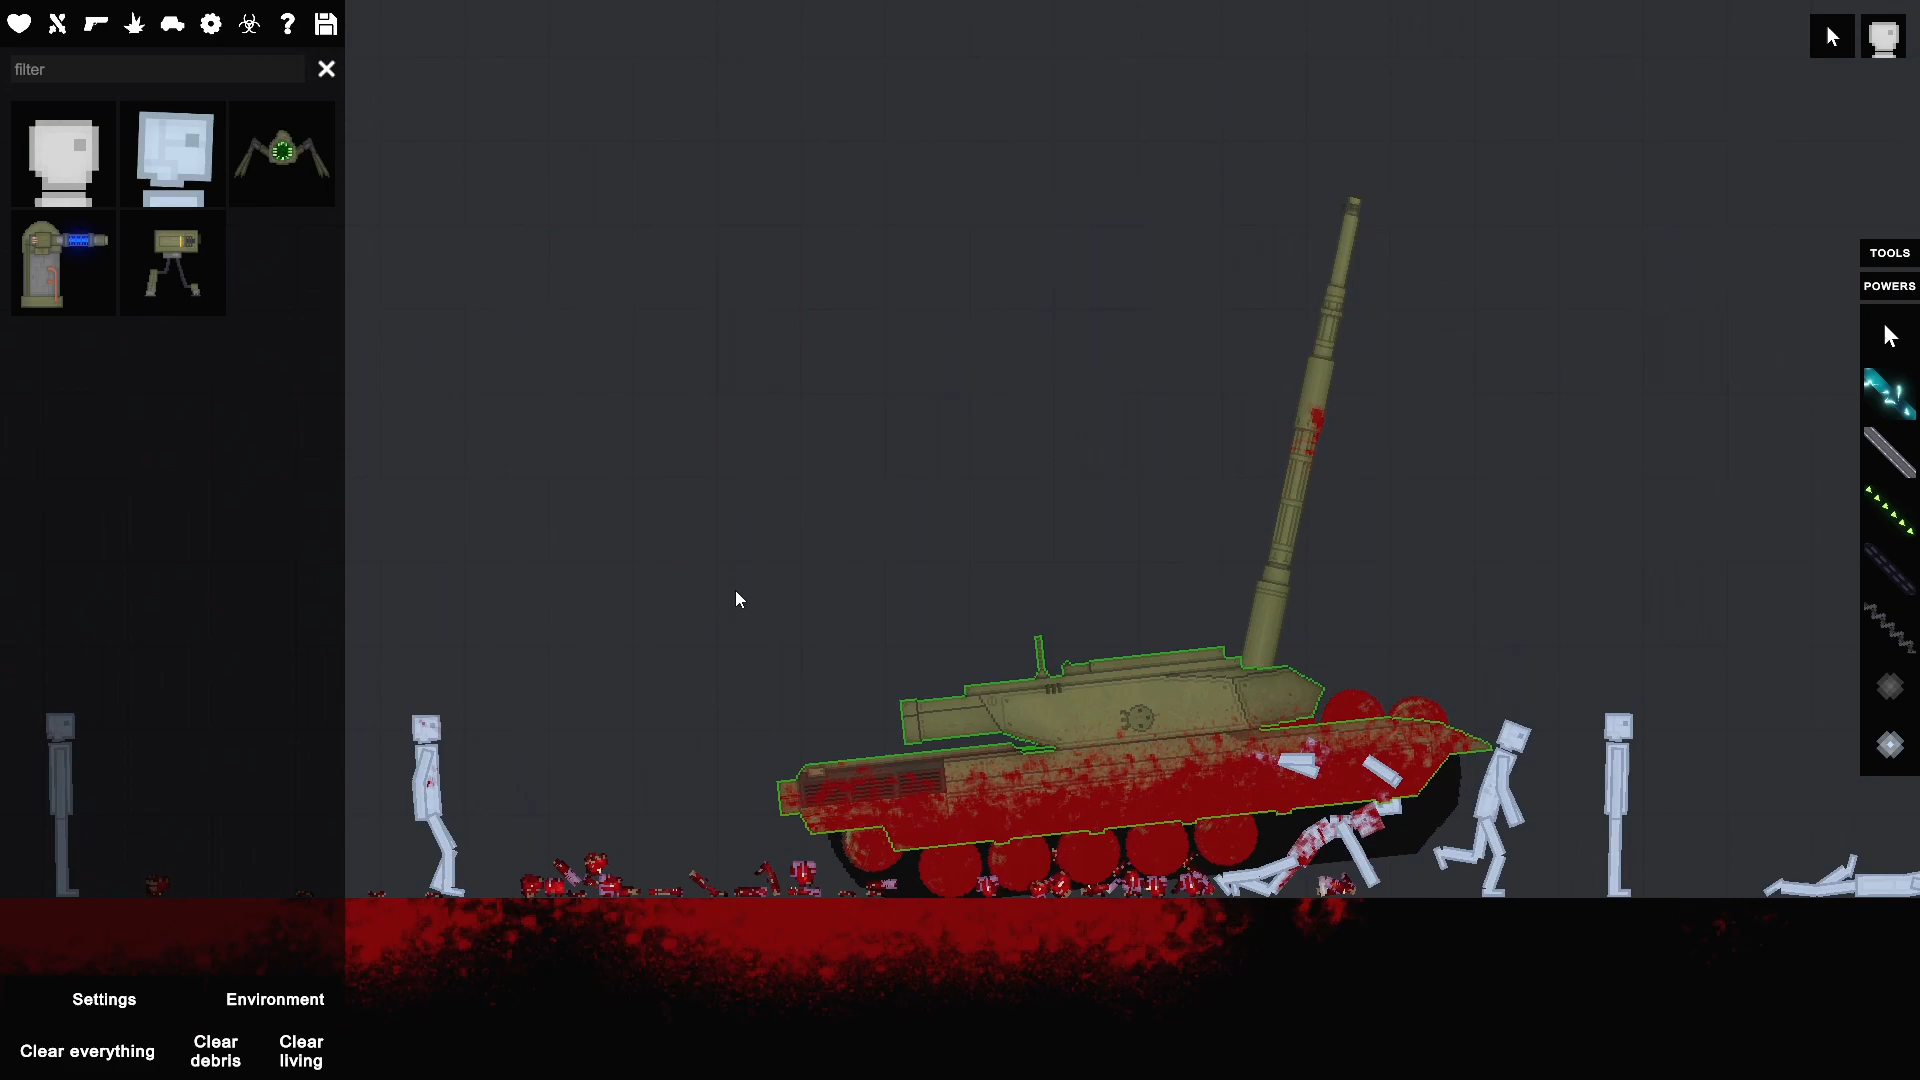 filter
TOOLS
POWERS
Settings
Environment
Clear everything
Clear
debris
Clear
living